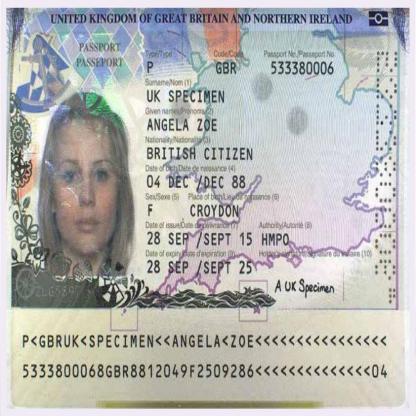 UNITED KINGDOM OF GREAT BRITAIN AND NORTHERN IRELAND
PASSPORT
PASSEPORT
Type/Type Code/Code Passport No./Passeport No.
P GBR 533380006
Surname/Nom (1)
UK SPECIMEN
Given names/Prénoms (2)
ANGELA ZOE
Nationality/Nationalité (3)
BRITISH CITIZEN
Date of birth/Date de naissance (4)
04 DEC /DEC 88
Sex/Sexe (5) Place of birth/Lieu de naissance (6)
F CROYDON
Date of issue/Date de délivrance (7) Authority/Autorité (8)
28 SEP /SEPT 15 HMPO
Date of expiry/Date d'expiration (9) Holder's signature/Signature du titulaire (10)
28 SEP /SEPT 25
A UK Specimen
P<GBRUK<SPECIMEN<<ANGELA<ZOE<<<<<<<<<<<<<<<<
5333800068GBR8812049F2509286<<<<<<<<<<<<<<04